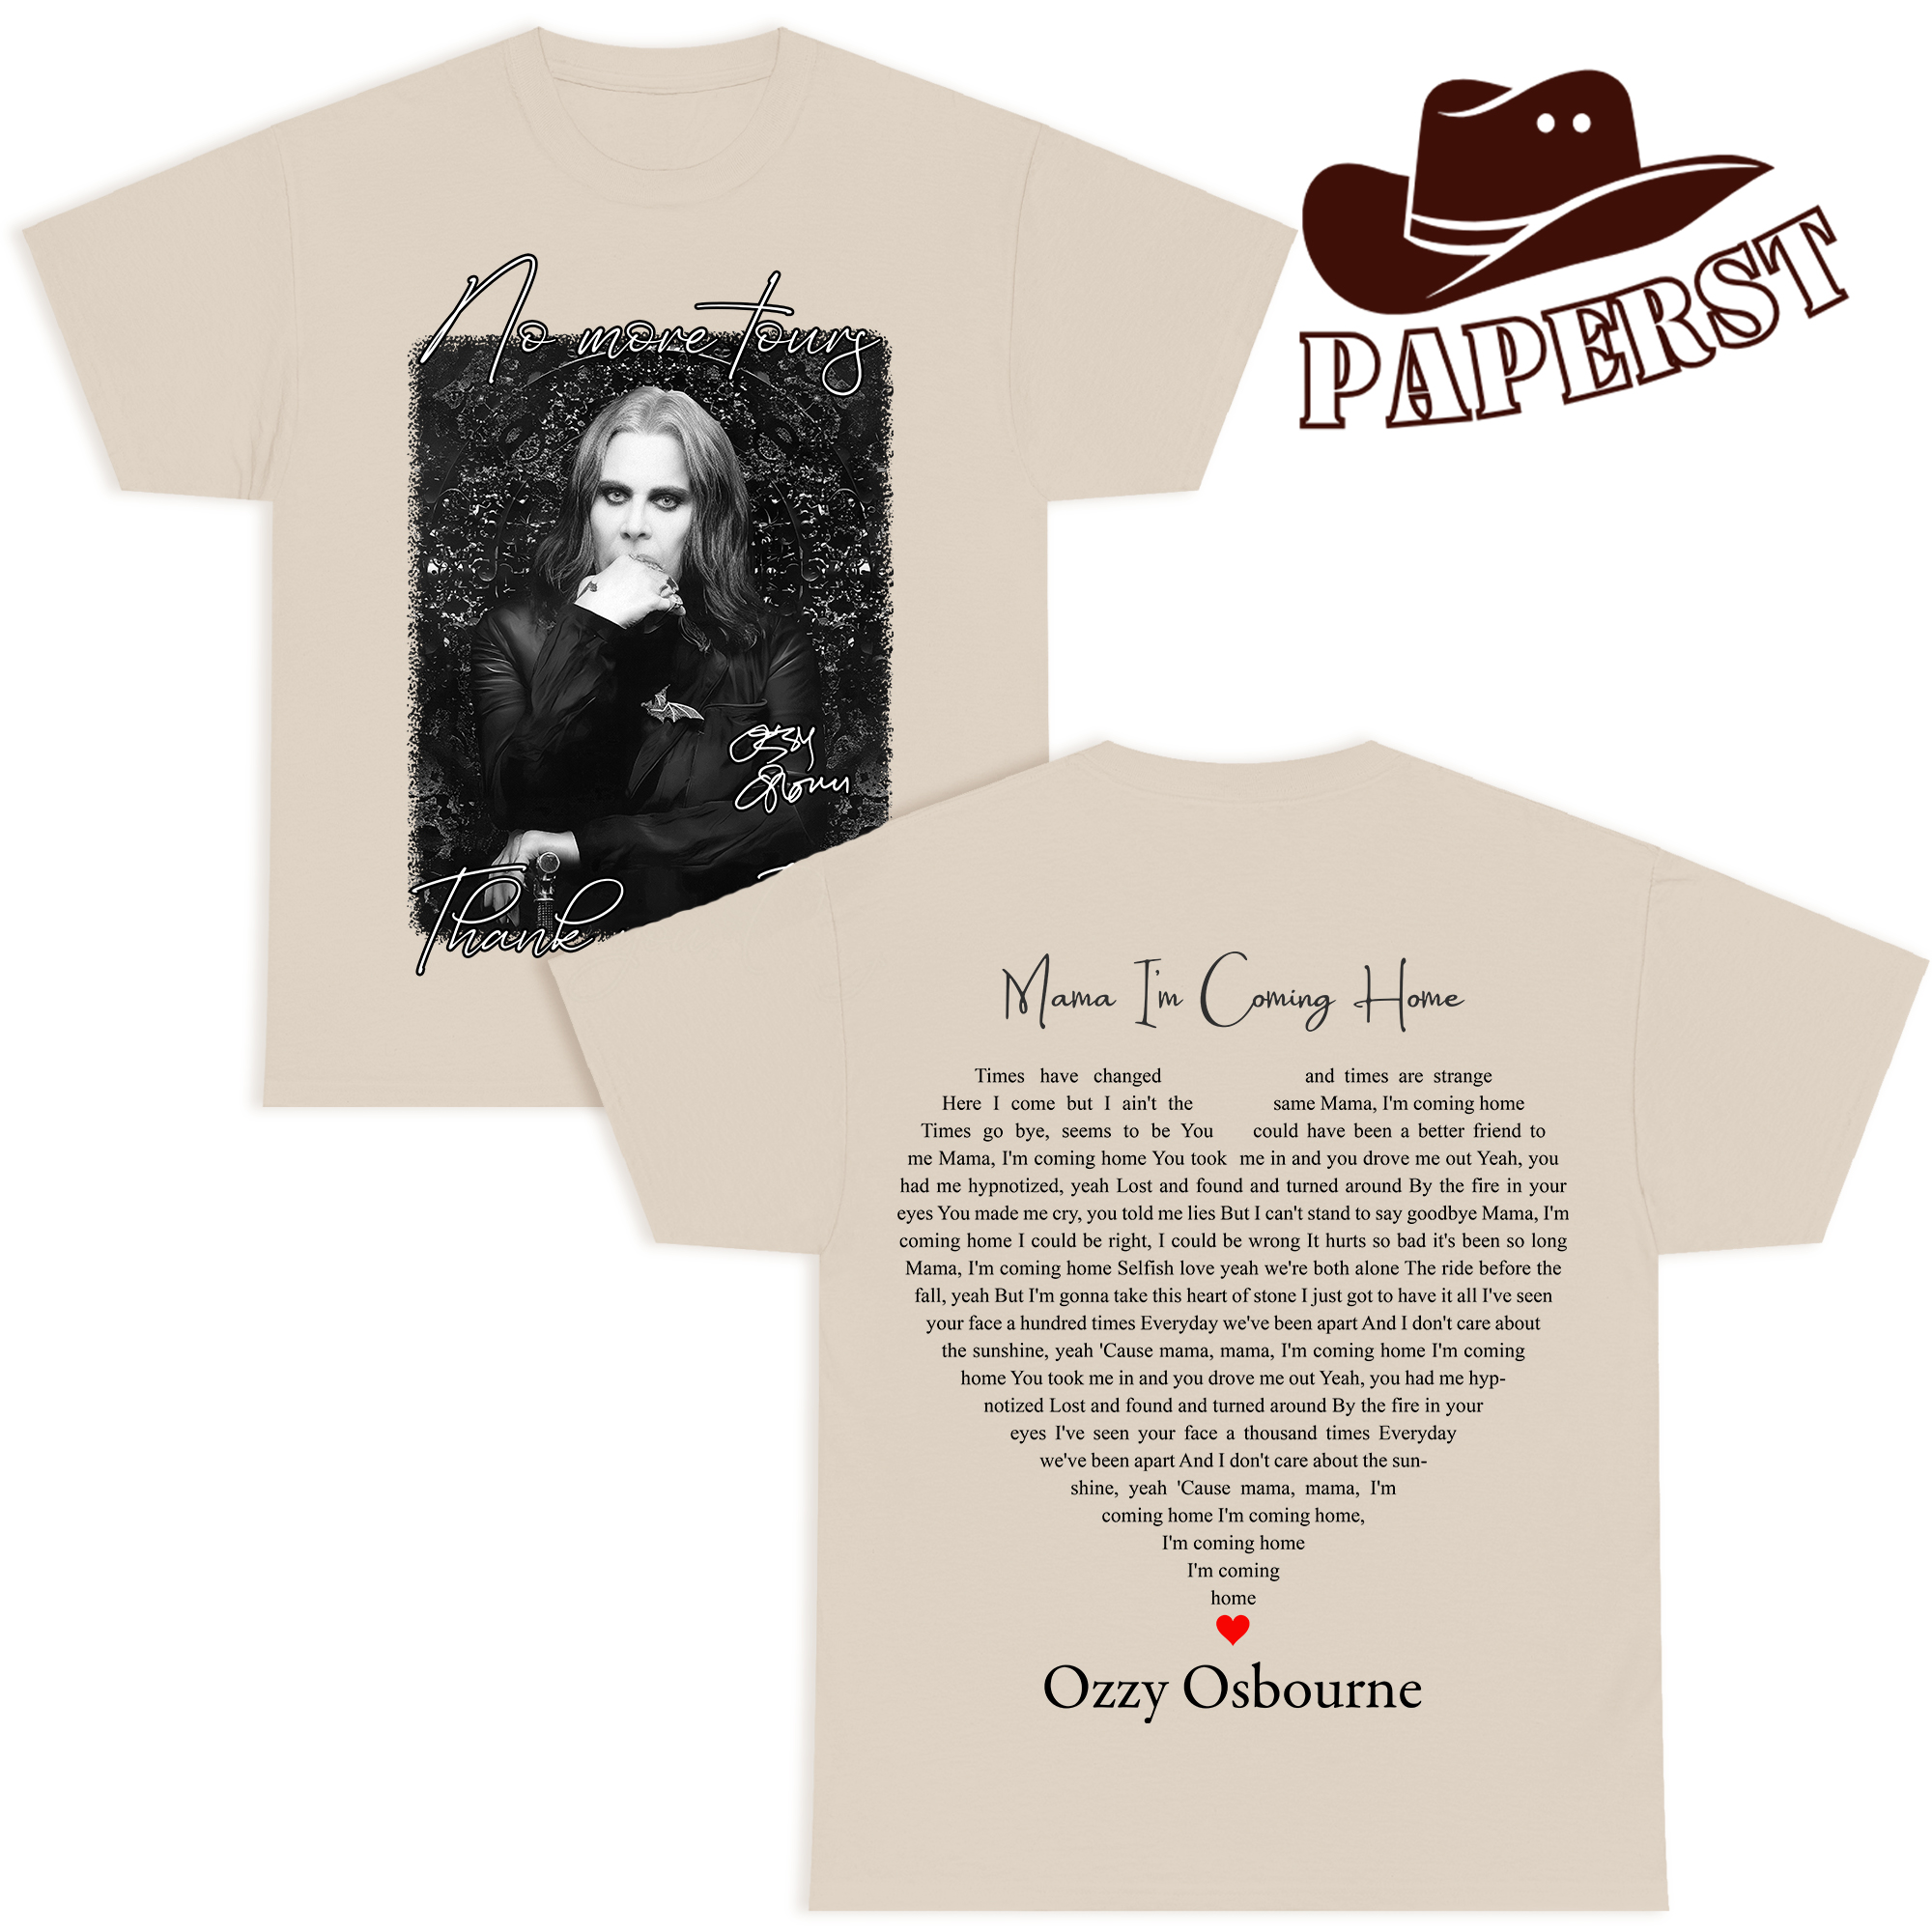 PAPERST
No more tours
Ozzy
Thank
Mama I'm Coming Home
Times have changed and times are strange
Here I come but I ain't the same Mama, I'm coming home
Times go bye, seems to be You could have been a better friend to
me Mama, I'm coming home You took me in and you drove me out Yeah, you
had me hypnotized, yeah Lost and found and turned around By the fire in your
eyes You made me cry, you told me lies But I can't stand to say goodbye Mama, I'm
coming home I could be right, I could be wrong It hurts so bad it's been so long
Mama, I'm coming home Selfish love yeah we're both alone The ride before the
fall, yeah But I'm gonna take this heart of stone I just got to have it all I've seen
your face a hundred times Everyday we've been apart And I don't care about
the sunshine, yeah 'Cause mama, mama, I'm coming home I'm coming
home You took me in and you drove me out Yeah, you had me hyp-
notized Lost and found and turned around By the fire in your
eyes I've seen your face a thousand times Everyday
we've been apart And I don't care about the sun-
shine, yeah 'Cause mama, mama, I'm
coming home I'm coming home,
I'm coming home
I'm coming
home
Ozzy Osbourne